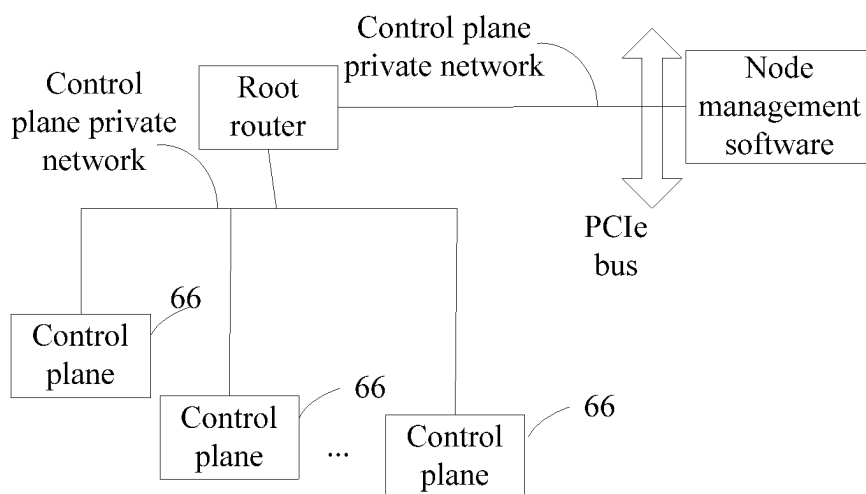 Control plane
private network
Root
router
Node
management
software
Control
plane private
network
PCIe
bus
66
Control
plane
66
Control
plane
...
66
Control
plane